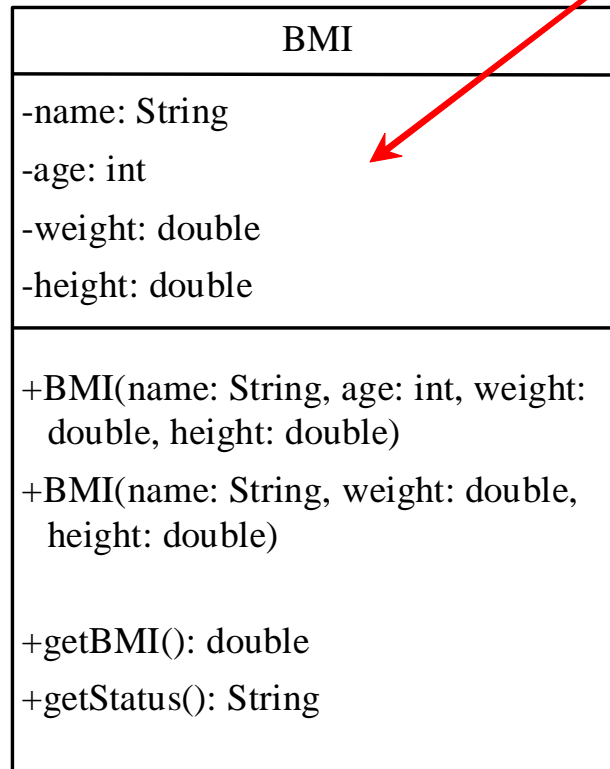 BMI
-name: String
-age: int
-weight: double
-height: double
+BMI(name: String, age: int, weight:
double, height: double)
+BMI(name: String, weight: double,
height: double)
+getBMI(): double
+getStatus(): String